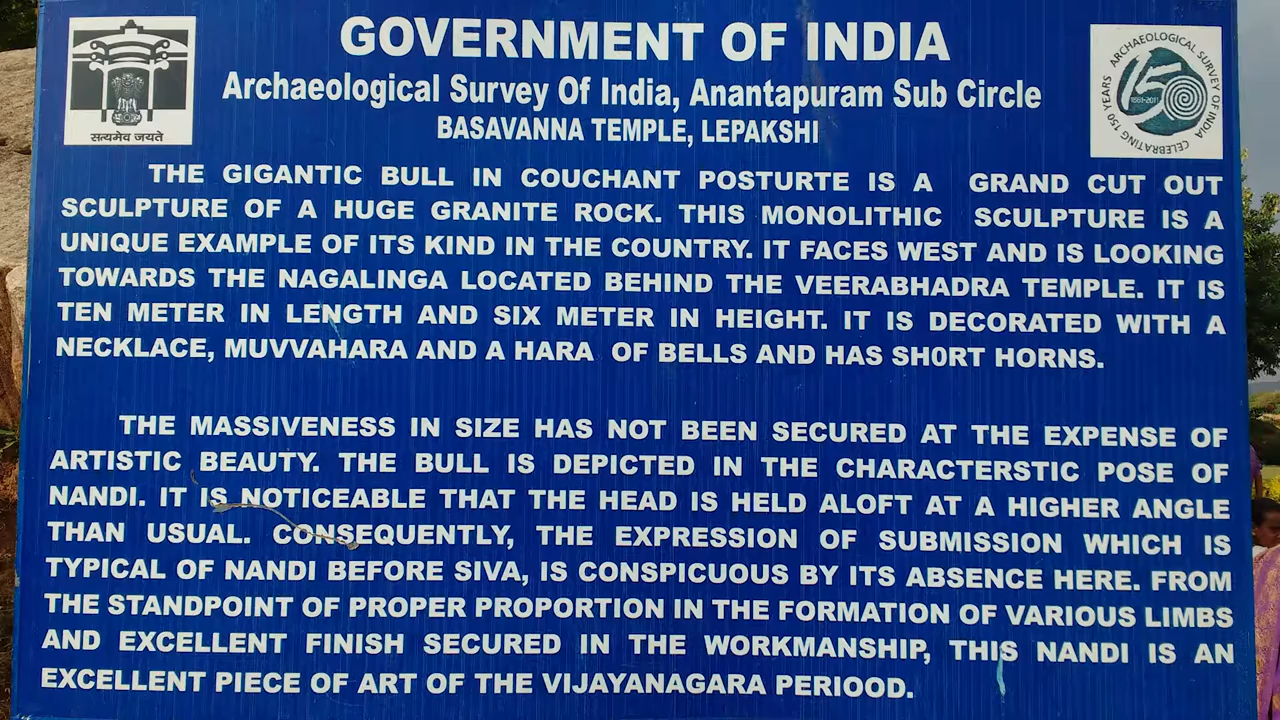 GOVERNMENT OF INDIA
Archaeological Survey Of India, Anantapuram Sub Circle
BASAVANNA TEMPLE, LEPAKSHI
सत्यमेव जयते
CELEBRATING 150 YEARS ARCHAEOLOGICAL SURVEY OF INDIA
150
1861-2011
THE GIGANTIC BULL IN COUCHANT POSTURTE IS A GRAND CUT OUT
SCULPTURE OF A HUGE GRANITE ROCK. THIS MONOLITHIC SCULPTURE IS A
UNIQUE EXAMPLE OF ITS KIND IN THE COUNTRY. IT FACES WEST AND IS LOOKING
TOWARDS THE NAGALINGA LOCATED BEHIND THE VEERABHADRA TEMPLE. IT IS
TEN METER IN LENGTH AND SIX METER IN HEIGHT. IT IS DECORATED WITH A
NECKLACE, MUVVAHARA AND A HARA OF BELLS AND HAS SH0RT HORNS.
THE MASSIVENESS IN SIZE HAS NOT BEEN SECURED AT THE EXPENSE OF
ARTISTIC BEAUTY. THE BULL IS DEPICTED IN THE CHARACTERSTIC POSE OF
NANDI. IT IS NOTICEABLE THAT THE HEAD IS HELD ALOFT AT A HIGHER ANGLE
THAN USUAL. CONSEQUENTLY, THE EXPRESSION OF SUBMISSION WHICH IS
TYPICAL OF NANDI BEFORE SIVA, IS CONSPICUOUS BY ITS ABSENCE HERE. FROM
THE STANDPOINT OF PROPER PROPORTION IN THE FORMATION OF VARIOUS LIMBS
AND EXCELLENT FINISH SECURED IN THE WORKMANSHIP, THIS NANDI IS AN
EXCELLENT PIECE OF ART OF THE VIJAYANAGARA PERIOOD.